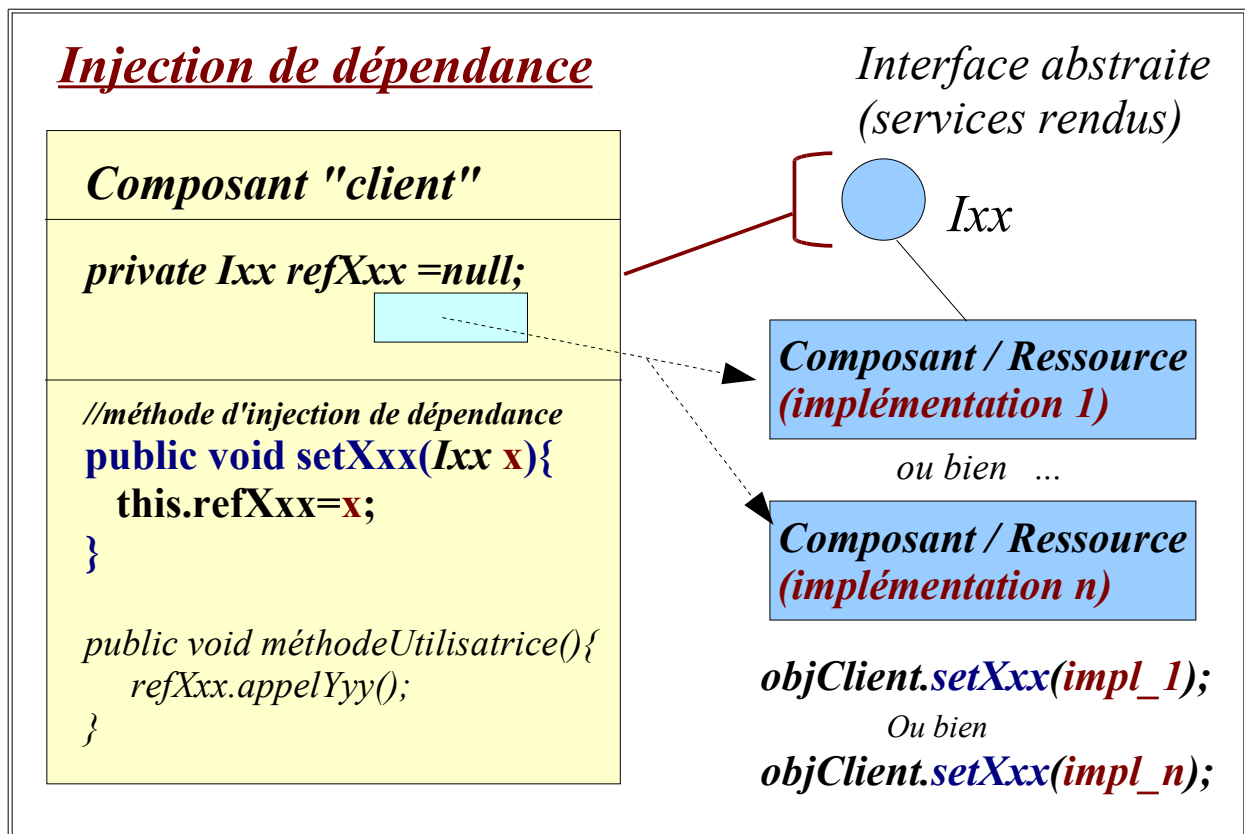 Injection de dépendance
Interface abstraite
(services rendus)
Ixx
Composant "client"
private Ixx refXxx =null;
//méthode d'injection de dépendance
public void setXxx(Ixx x){
this.refXxx=x;
}
public void méthodeUtilisatrice(){
refXxx.appelYyy();
}
Composant / Ressource
(implémentation 1)
ou bien ...
Composant / Ressource
(implémentation n)
objClient.setXxx(impl_1);
Ou bien
objClient.setXxx(impl_n);